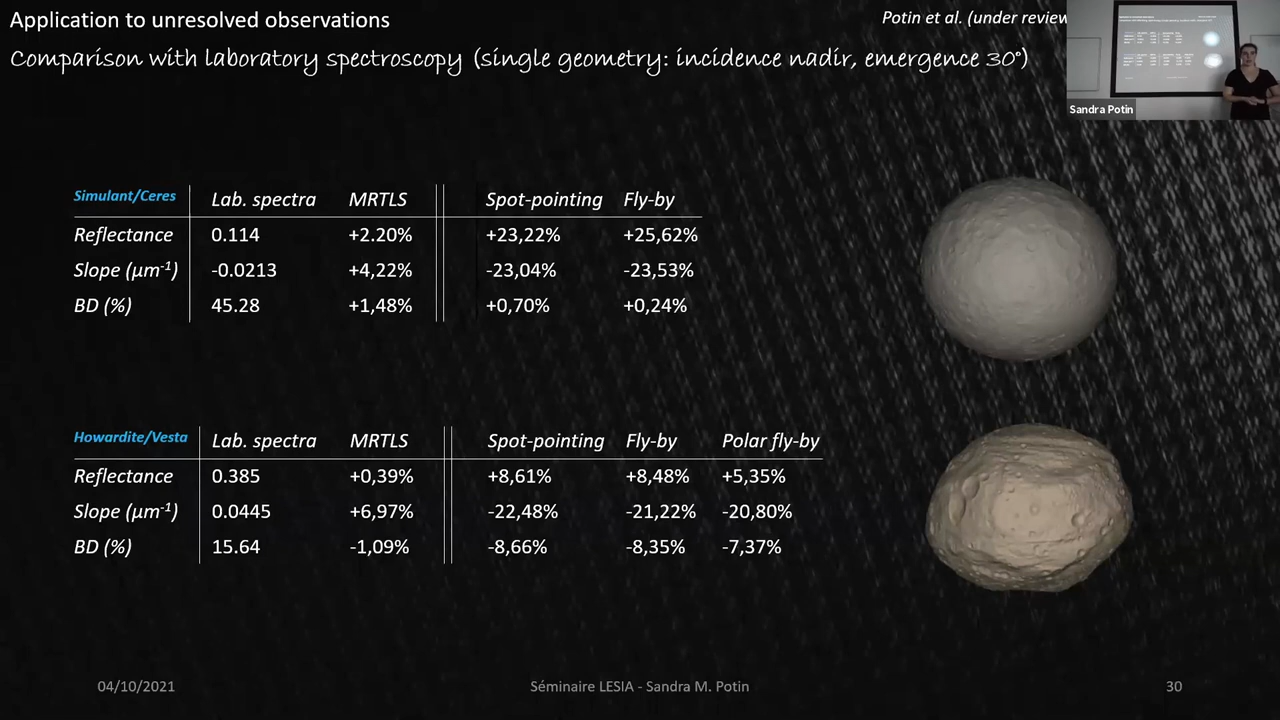 Application to unresolved observations
Potin et al. (under review
Comparison with laboratory spectroscopy (single geometry: incidence nadir, emergence 30°)
Sandra Potin
Simulant/Ceres Lab. spectra MRTLS Spot-pointing Fly-by
Reflectance 0.114 +2.20% +23,22% +25,62%
Slope (µm⁻¹) -0.0213 +4,22% -23,04% -23,53%
BD (%) 45.28 +1,48% +0,70% +0,24%
Howardite/Vesta Lab. spectra MRTLS Spot-pointing Fly-by Polar fly-by
Reflectance 0.385 +0,39% +8,61% +8,48% +5,35%
Slope (µm⁻¹) 0.0445 +6,97% -22,48% -21,22% -20,80%
BD (%) 15.64 -1,09% -8,66% -8,35% -7,37%
04/10/2021 Séminaire LESIA - Sandra M. Potin 30